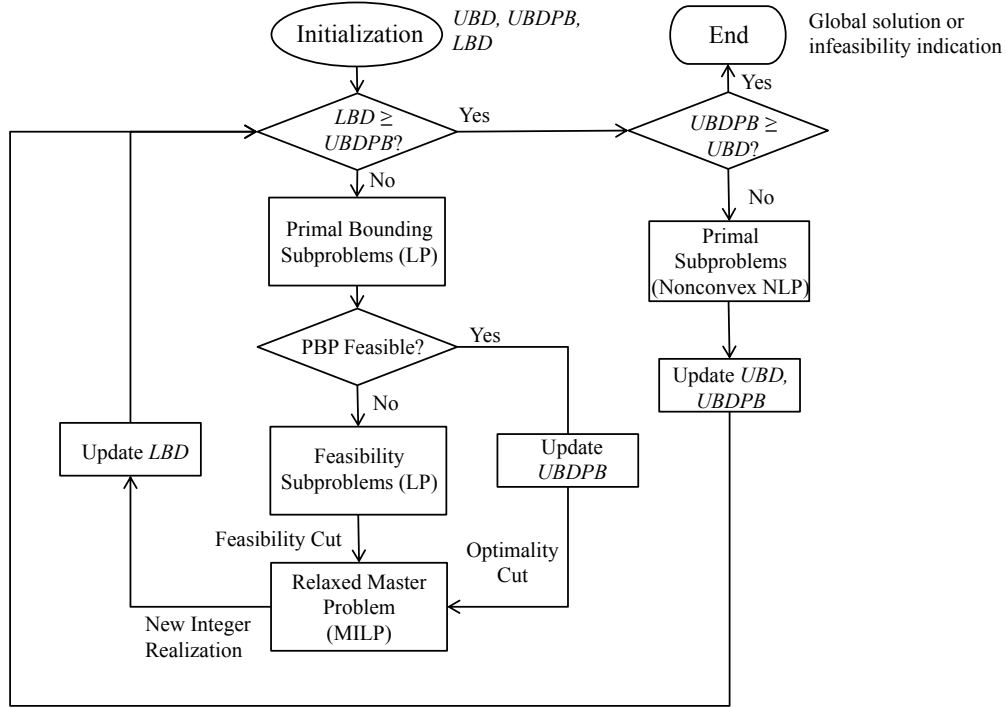 Initialization
UBD, UBDPB,
LBD
End
Global solution or
infeasibility indication
Yes
LBD ≥
UBDPB?
Yes
UBDPB ≥
UBD?
No
No
Primal Bounding
Subproblems (LP)
Primal
Subproblems
(Nonconvex NLP)
PBP Feasible?
Yes
Update UBD,
UBDPB
No
Update LBD
Feasibility
Subproblems (LP)
Update
UBDPB
Feasibility Cut
Optimality
Cut
Relaxed Master
Problem
(MILP)
New Integer
Realization